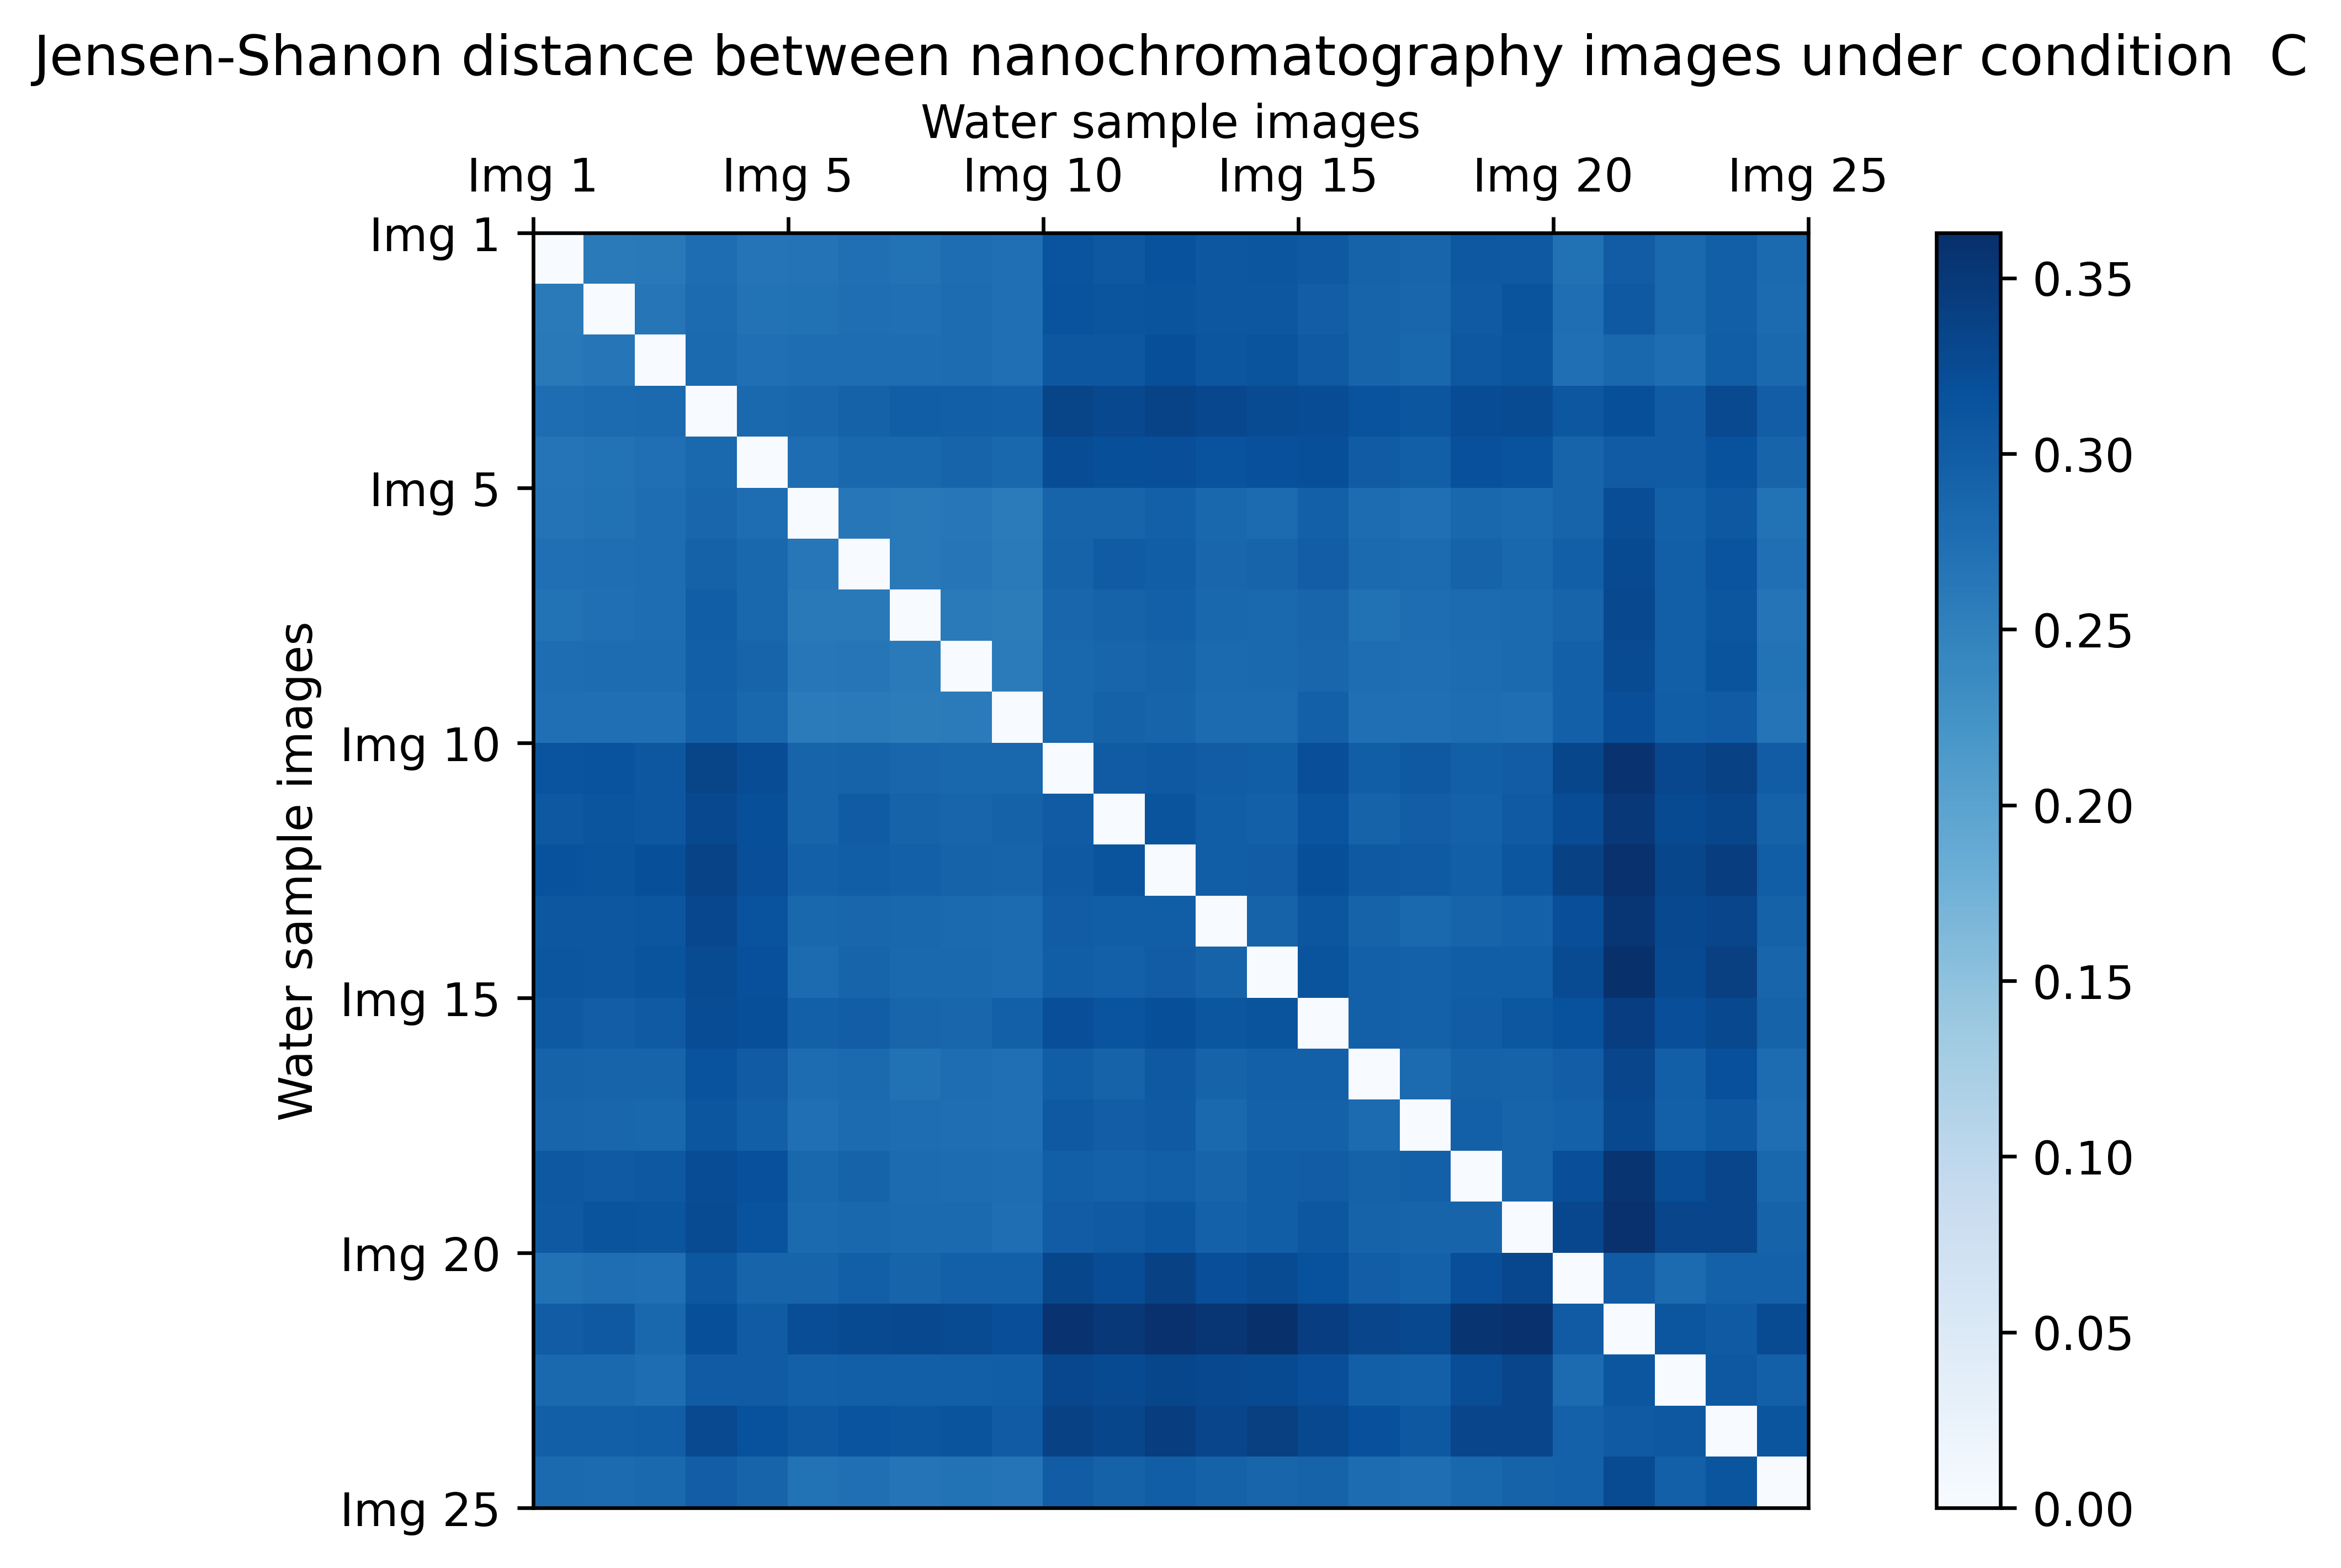 Jensen-Shanon distance between nanochromatography images under condition  C
Water sample images
Img 1 Img 5 Img 10 Img 15 Img 20 Img 25
Img 1
Img 5
Img 10
Img 15
Img 20
Img 25
Water sample images
0.35
0.30
0.25
0.20
0.15
0.10
0.05
0.00